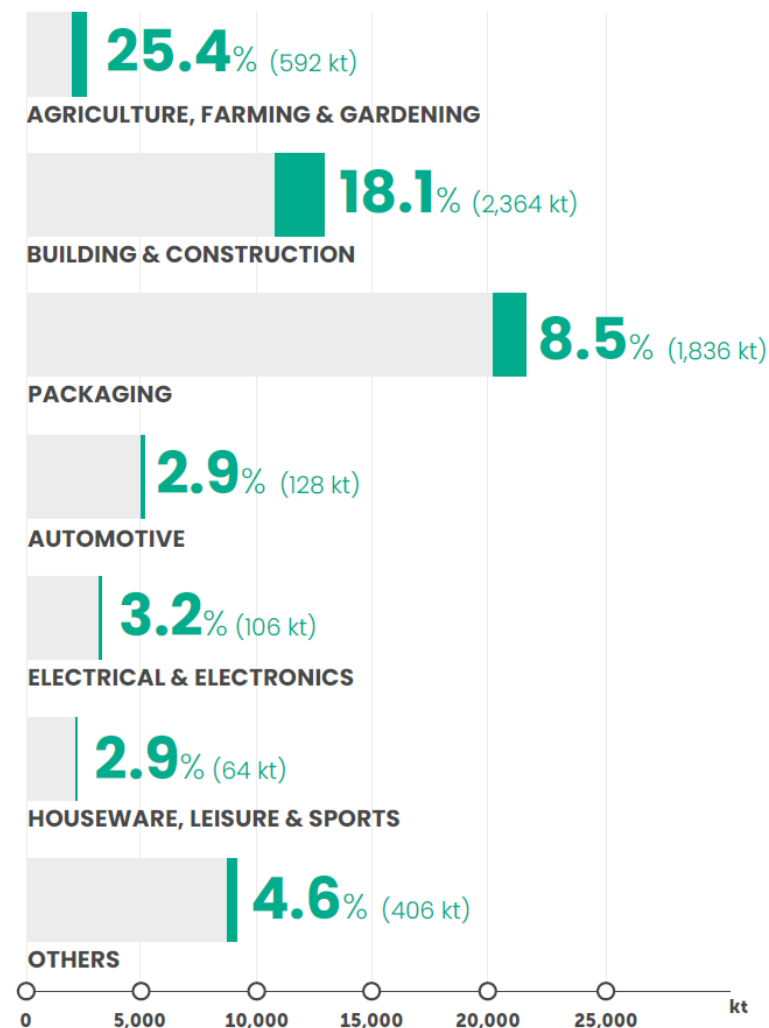 25.4% (592 kt)
AGRICULTURE, FARMING & GARDENING
18.1% (2,364 kt)
BUILDING & CONSTRUCTION
8.5% (1,836 kt)
PACKAGING
2.9% (128 kt)
AUTOMOTIVE
3.2% (106 kt)
ELECTRICAL & ELECTRONICS
2.9% (64 kt)
HOUSEWARE, LEISURE & SPORTS
4.6% (406 kt)
OTHERS
kt
0 5,000 10,000 15,000 20,000 25,000